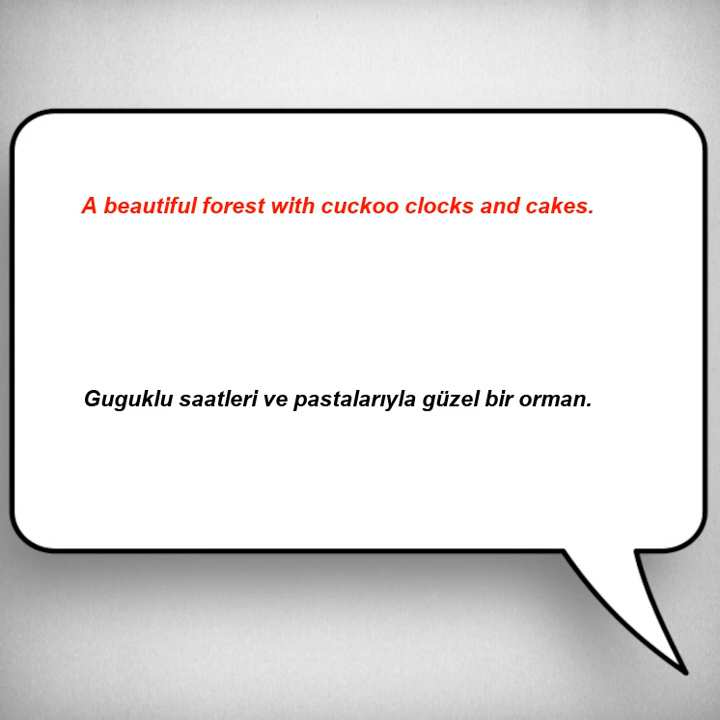 A beautiful forest with cuckoo clocks and cakes.
Guguklu saatleri ve pastalarıyla güzel bir orman.